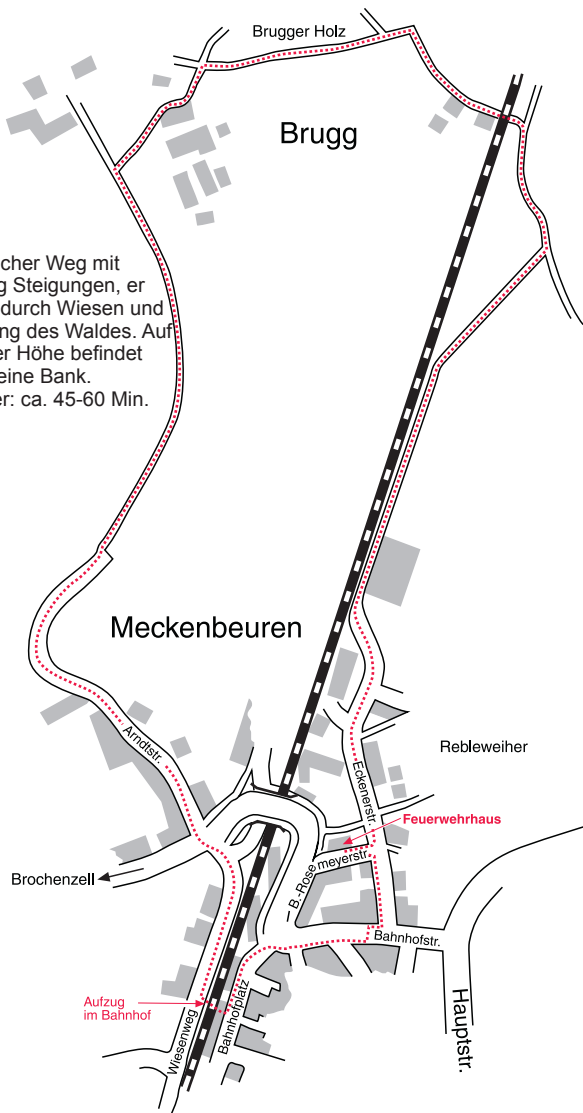 Brugger Holz
Brugg
cher Weg mit
g Steigungen, er
durch Wiesen und
ng des Waldes. Auf
er Höhe befindet
eine Bank.
er: ca. 45-60 Min.
Meckenbeuren
Arndtstr.
Rebleweiher
Eckenerstr.
Feuerwehrhaus
B.-Rosemeyerstr.
Brochenzell
Bahnhofstr.
Aufzug
im Bahnhof
Wiesenweg
Bahnhofplatz
Hauptstr.